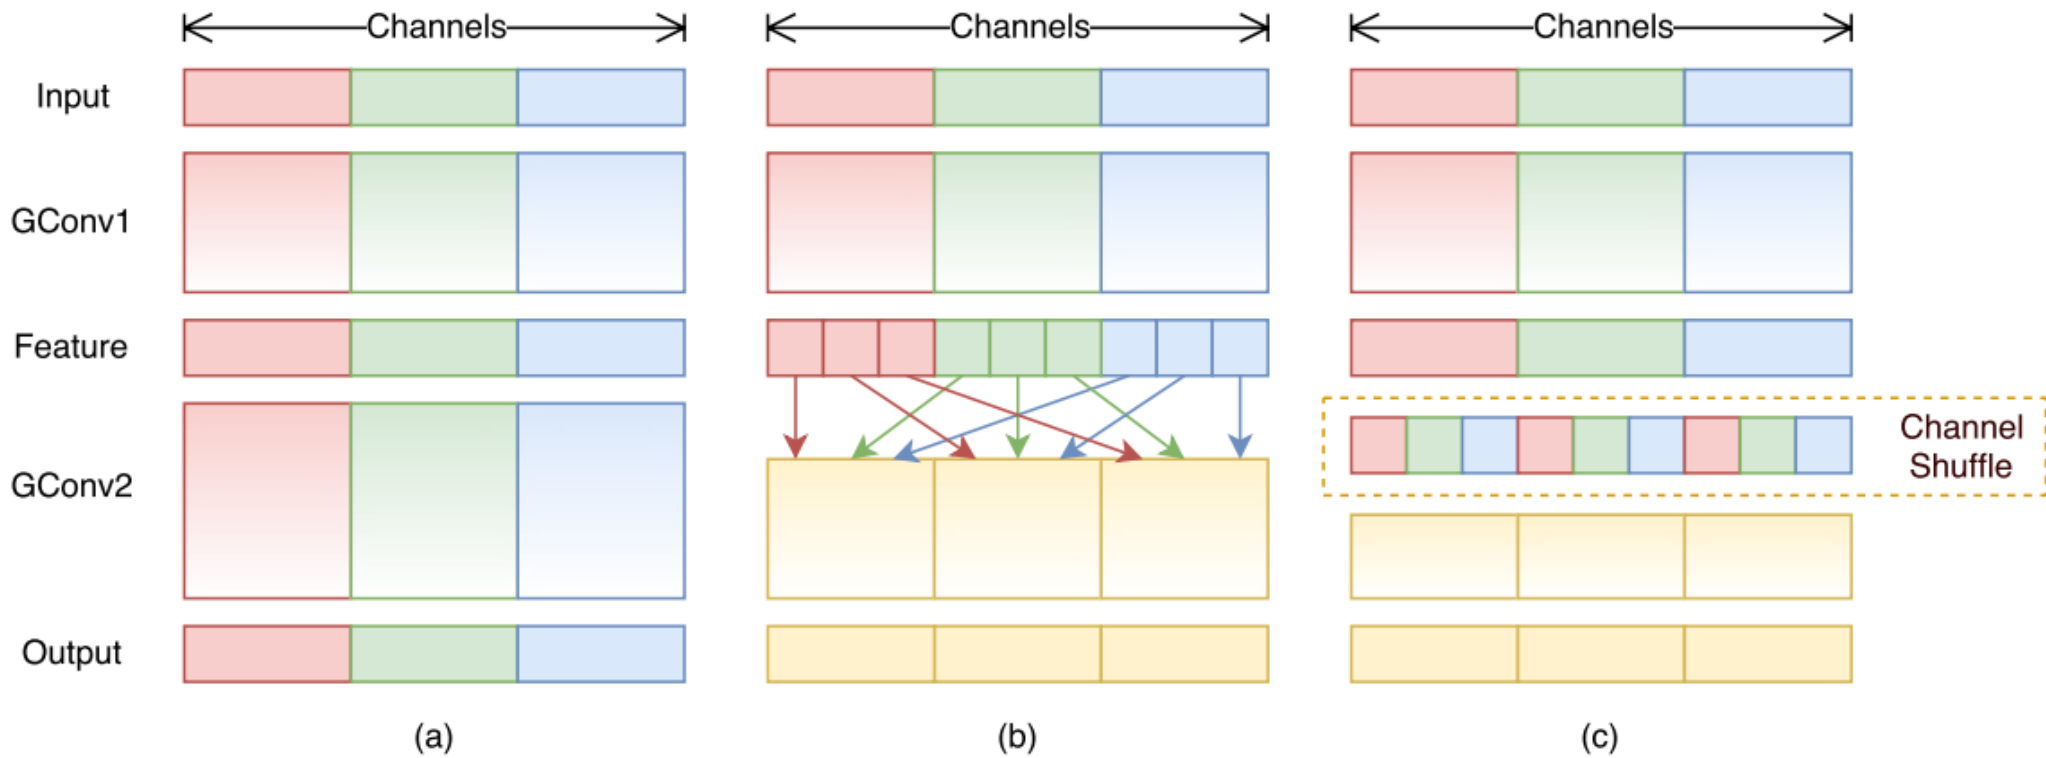 Channels
Channels
Channels
Input
GConv1
Feature
Channel
Shuffle
GConv2
Output
(a)
(b)
(c)